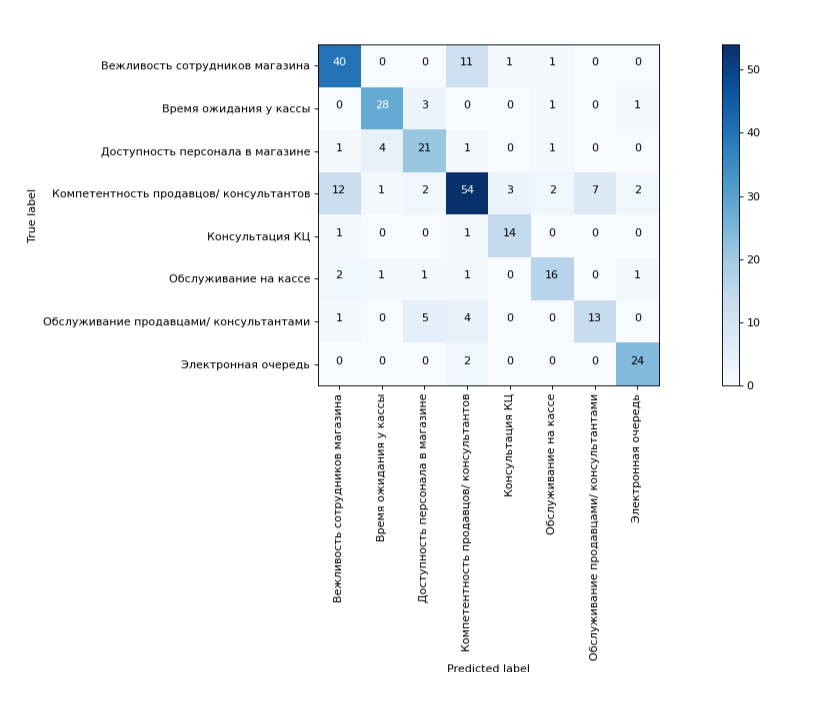 Вежливость сотрудников магазина 40 0 0 11 1 1 0 0
Время ожидания у кассы 0 28 3 0 0 1 0 1
Доступность персонала в магазине 1 4 21 1 0 1 0 0
Компетентность продавцов/ консультантов 12 1 2 54 3 2 7 2
Консультация КЦ 1 0 0 1 14 0 0 0
Обслуживание на кассе 2 1 1 1 0 16 0 1
Обслуживание продавцами/ консультантами 1 0 5 4 0 0 13 0
Электронная очередь 0 0 0 2 0 0 0 24
True label
Вежливость сотрудников магазина
Время ожидания у кассы
Доступность персонала в магазине
Компетентность продавцов/ консультантов
Консультация КЦ
Обслуживание на кассе
Обслуживание продавцами/ консультантами
Электронная очередь
Predicted label
50
40
30
20
10
0